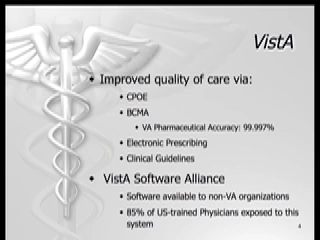 VistA
Improved quality of care via:
CPOE
BCMA
VA Pharmaceutical Accuracy: 99.997%
Electronic Prescribing
Clinical Guidelines
VistA Software Alliance
Software available to non-VA organizations
85% of US-trained Physicians exposed to this
system
4